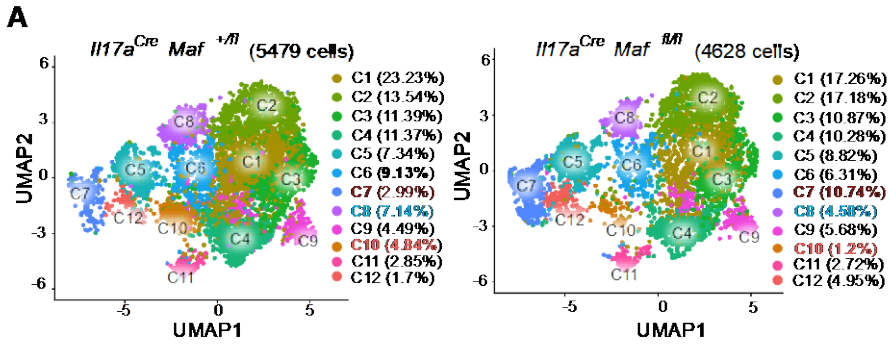 A
Il17aCre Maf +/fl (5479 cells)
6
3
0
-3
-6
UMAP2
-5
0
5
UMAP1
C1
C2
C3
C4
C5
C6
C7
C8
C9
C10
C11
C12
C1 (23.23%)
C2 (13.54%)
C3 (11.39%)
C4 (11.37%)
C5 (7.34%)
C6 (9.13%)
C7 (2.99%)
C8 (7.14%)
C9 (4.49%)
C10 (4.84%)
C11 (2.85%)
C12 (1.7%)
Il17aCre Maf fl/fl (4628 cells)
6
3
0
-3
-6
UMAP2
-5
0
5
UMAP1
C1
C2
C3
C4
C5
C6
C7
C8
C9
C10
C11
C12
C1 (17.26%)
C2 (17.18%)
C3 (10.87%)
C4 (10.28%)
C5 (8.82%)
C6 (6.31%)
C7 (10.74%)
C8 (4.58%)
C9 (5.68%)
C10 (1.2%)
C11 (2.72%)
C12 (4.95%)